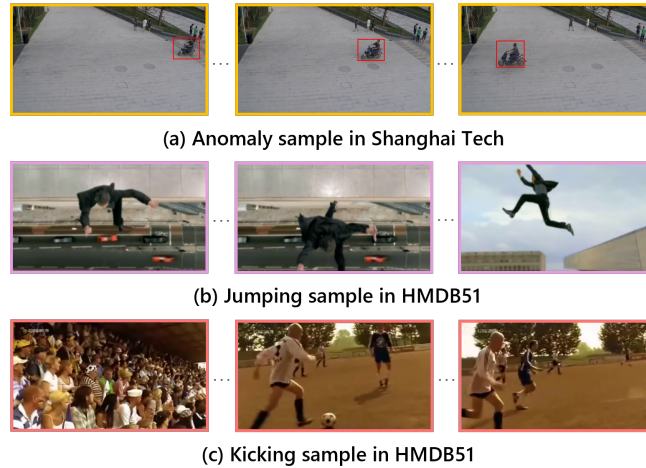 (a) Anomaly sample in Shanghai Tech
(b) Jumping sample in HMDB51
(c) Kicking sample in HMDB51